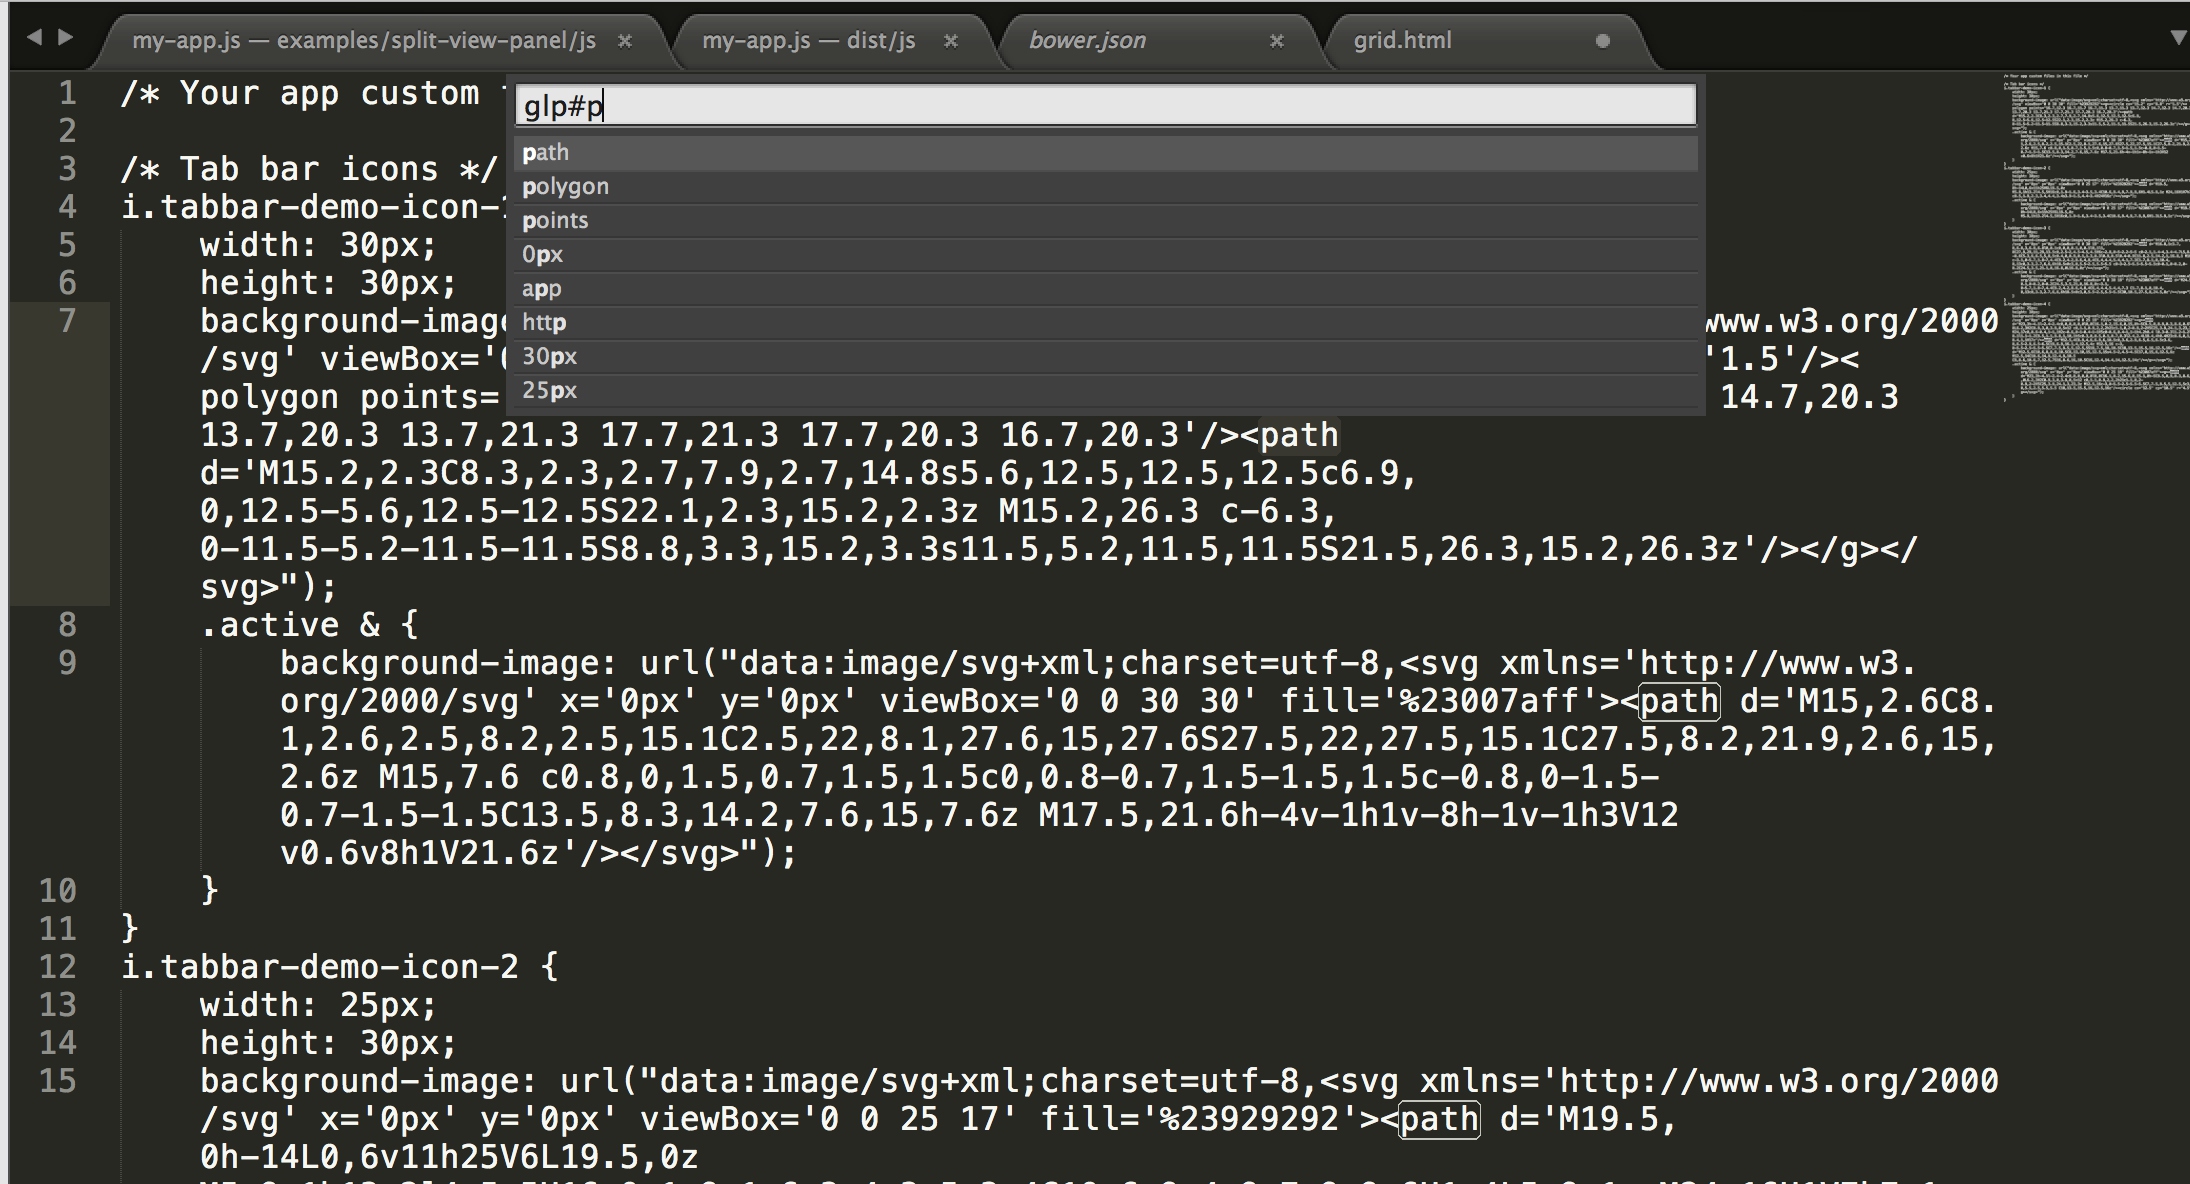 my-app.js — examples/split-view-panel/js
my-app.js — dist/js
bower.json
grid.html
glp#p
path
polygon
points
0px
app
http
30px
25px
1 /* Your app custom
2
3 /* Tab bar icons */
4 i.tabbar-demo-icon-1
5 width: 30px;
6 height: 30px;
7 background-image www.w3.org/2000
/svg' viewBox='0 '1.5'/><
polygon points= 14.7,20.3
13.7,20.3 13.7,21.3 17.7,21.3 17.7,20.3 16.7,20.3'/><path
d='M15.2,2.3C8.3,2.3,2.7,7.9,2.7,14.8s5.6,12.5,12.5,12.5c6.9,
0,12.5-5.6,12.5-12.5S22.1,2.3,15.2,2.3z M15.2,26.3 c-6.3,
0-11.5-5.2-11.5-11.5S8.8,3.3,15.2,3.3s11.5,5.2,11.5,11.5S21.5,26.3,15.2,26.3z'/></g></
svg>");
8 .active & {
9 background-image: url("data:image/svg+xml;charset=utf-8,<svg xmlns='http://www.w3.
org/2000/svg' x='0px' y='0px' viewBox='0 0 30 30' fill='%23007aff'><path d='M15,2.6C8.
1,2.6,2.5,8.2,2.5,15.1C2.5,22,8.1,27.6,15,27.6S27.5,22,27.5,15.1C27.5,8.2,21.9,2.6,15,
2.6z M15,7.6 c0.8,0,1.5,0.7,1.5,1.5c0,0.8-0.7,1.5-1.5,1.5c-0.8,0-1.5-
0.7-1.5-1.5C13.5,8.3,14.2,7.6,15,7.6z M17.5,21.6h-4v-1h1v-8h-1v-1h3V12
v0.6v8h1V21.6z'/></svg>");
10 }
11 }
12 i.tabbar-demo-icon-2 {
13 width: 25px;
14 height: 30px;
15 background-image: url("data:image/svg+xml;charset=utf-8,<svg xmlns='http://www.w3.org/2000
/svg' x='0px' y='0px' viewBox='0 0 25 17' fill='%23929292'><path d='M19.5,
0h-14L0,6v11h25V6L19.5,0z